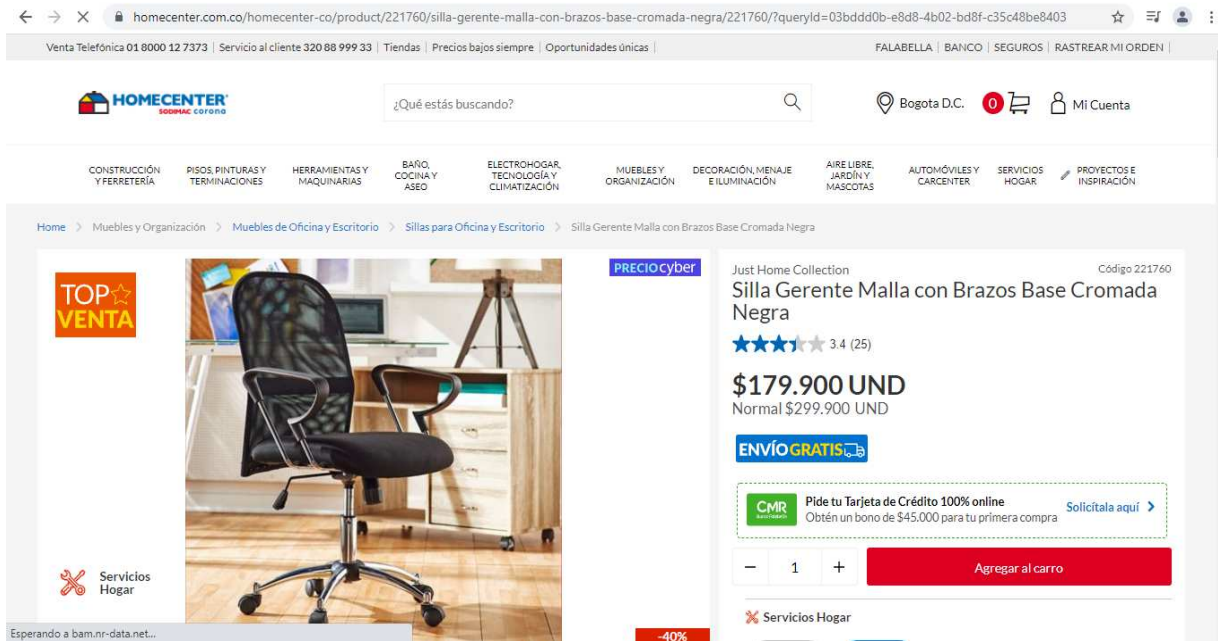 homecenter.com.co/homecenter-co/product/221760/silla-gerente-malla-con-brazos-base-cromada-negra/221760/?queryId=03bddd0b-e8d8-4b02-bd8f-c35c48be8403
Venta Telefónica 01 8000 12 7373 | Servicio al cliente 320 88 999 33 | Tiendas | Precios bajos siempre | Oportunidades únicas |
FALABELLA | BANCO | SEGUROS | RASTREAR MI ORDEN |
HOMECENTER
SODIMAC corona
¿Qué estás buscando?
Bogota D.C.
0
Mi Cuenta
CONSTRUCCIÓN
Y FERRETERÍA
PISOS, PINTURAS Y
TERMINACIONES
HERRAMIENTAS Y
MAQUINARIAS
BAÑO,
COCINA Y
ASEO
ELECTROHOGAR,
TECNOLOGÍA Y
CLIMATIZACIÓN
MUEBLES Y
ORGANIZACIÓN
DECORACIÓN, MENAJE
E ILUMINACIÓN
AIRE LIBRE,
JARDÍN Y
MASCOTAS
AUTOMÓVILES Y
CARCENTER
SERVICIOS
HOGAR
PROYECTOS E
INSPIRACIÓN
Home > Muebles y Organización > Muebles de Oficina y Escritorio > Sillas para Oficina y Escritorio > Silla Gerente Malla con Brazos Base Cromada Negra
TOP
VENTA
PRECIOcyber
Servicios
Hogar
-40%
Just Home Collection
Código 221760
Silla Gerente Malla con Brazos Base Cromada
Negra
3.4 (25)
$179.900 UND
Normal $299.900 UND
ENVÍO GRATIS
CMR
Pide tu Tarjeta de Crédito 100% online
Obtén un bono de $45.000 para tu primera compra
Solicítala aquí
1
Agregar al carro
Servicios Hogar
Esperando a bam.nr-data.net...